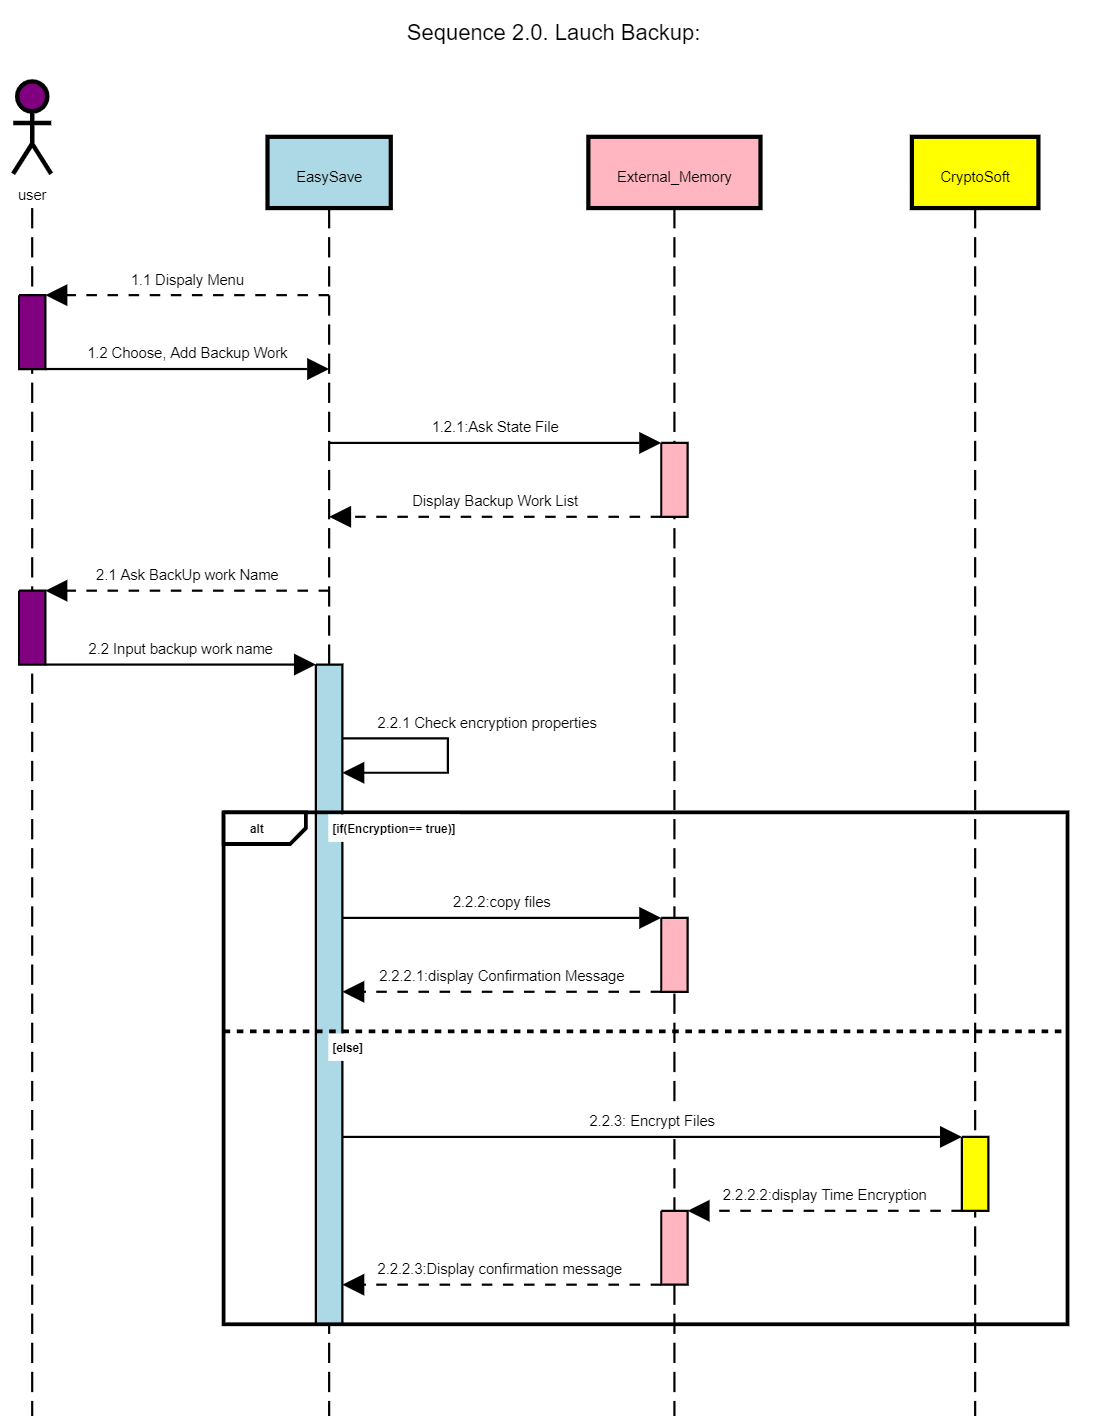 Sequence 2.0. Lauch Backup:
user
EasySave
External_Memory
CryptoSoft
1.1 Dispaly Menu
1.2 Choose, Add Backup Work
1.2.1:Ask State File
Display Backup Work List
2.1 Ask BackUp work Name
2.2 Input backup work name
2.2.1 Check encryption properties
alt
[if(Encryption== true)]
2.2.2:copy files
2.2.2.1:display Confirmation Message
[else]
2.2.3: Encrypt Files
2.2.2.2:display Time Encryption
2.2.2.3:Display confirmation message